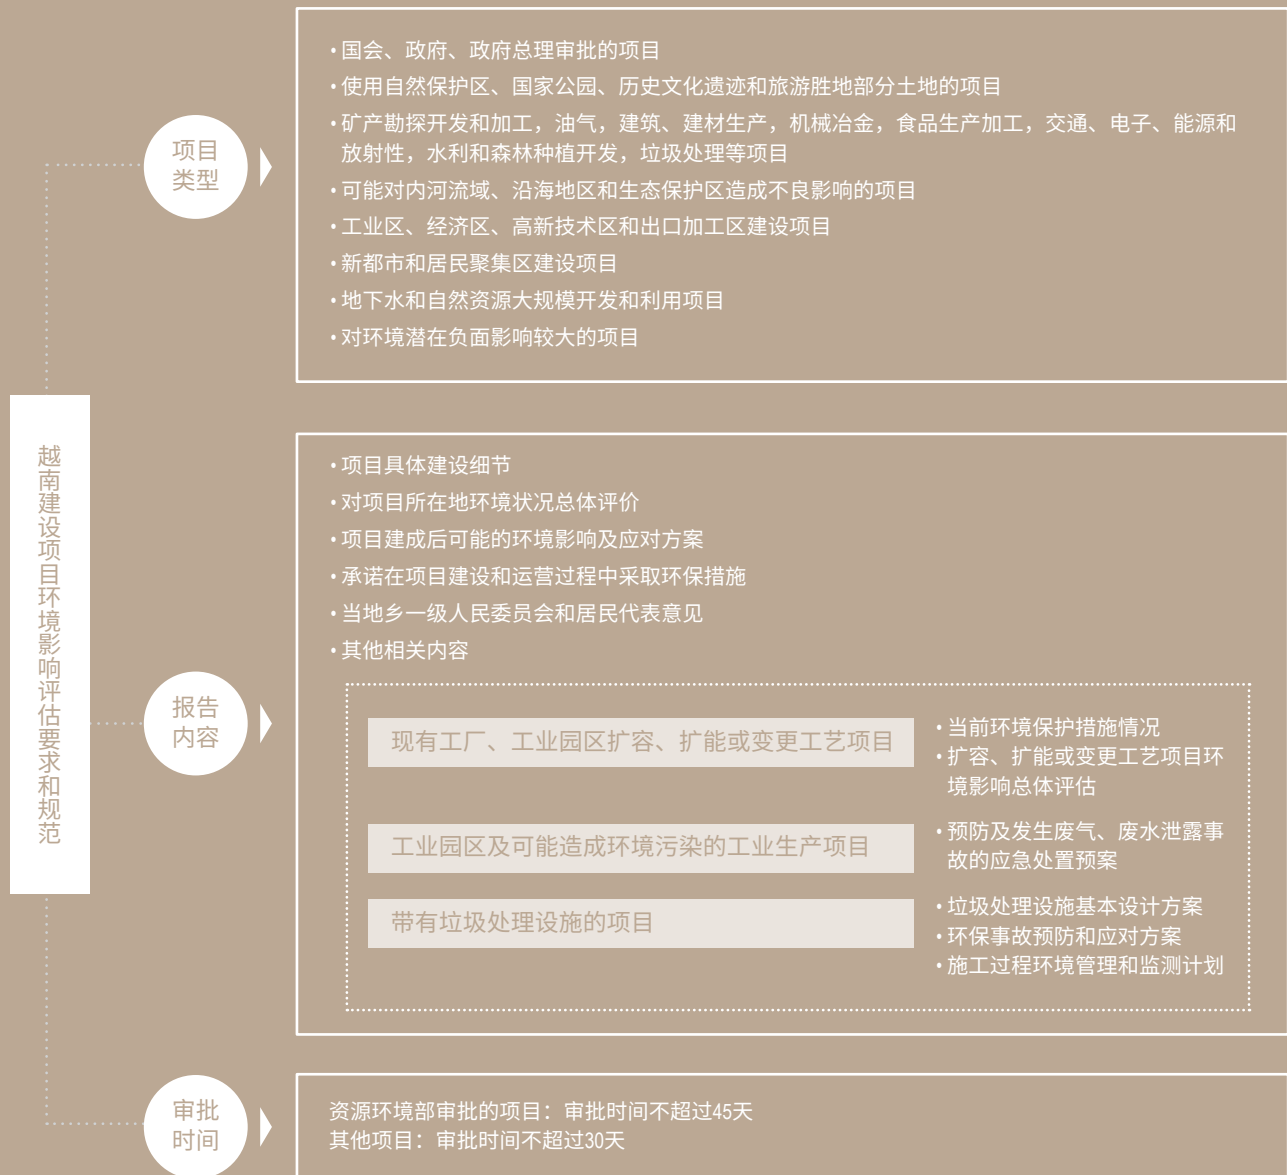 越南建设项目环境影响评估要求和规范
项目
类型
•国会、政府、政府总理审批的项目
•使用自然保护区、国家公园、历史文化遗迹和旅游胜地部分土地的项目
•矿产勘探开发和加工，油气，建筑、建材生产，机械冶金，食品生产加工，交通、电子、能源和
放射性，水利和森林种植开发，垃圾处理等项目
•可能对内河流域、沿海地区和生态保护区造成不良影响的项目
•工业区、经济区、高新技术区和出口加工区建设项目
•新都市和居民聚集区建设项目
•地下水和自然资源大规模开发和利用项目
•对环境潜在负面影响较大的项目
报告
内容
•项目具体建设细节
•对项目所在地环境状况总体评价
•项目建成后可能的环境影响及应对方案
•承诺在项目建设和运营过程中采取环保措施
•当地乡一级人民委员会和居民代表意见
•其他相关内容
现有工厂、工业园区扩容、扩能或变更工艺项目
•当前环境保护措施情况
•扩容、扩能或变更工艺项目环
境影响总体评估
工业园区及可能造成环境污染的工业生产项目
•预防及发生废气、废水泄露事
故的应急处置预案
带有垃圾处理设施的项目
•垃圾处理设施基本设计方案
•环保事故预防和应对方案
•施工过程环境管理和监测计划
审批
时间
资源环境部审批的项目：审批时间不超过45天
其他项目：审批时间不超过30天